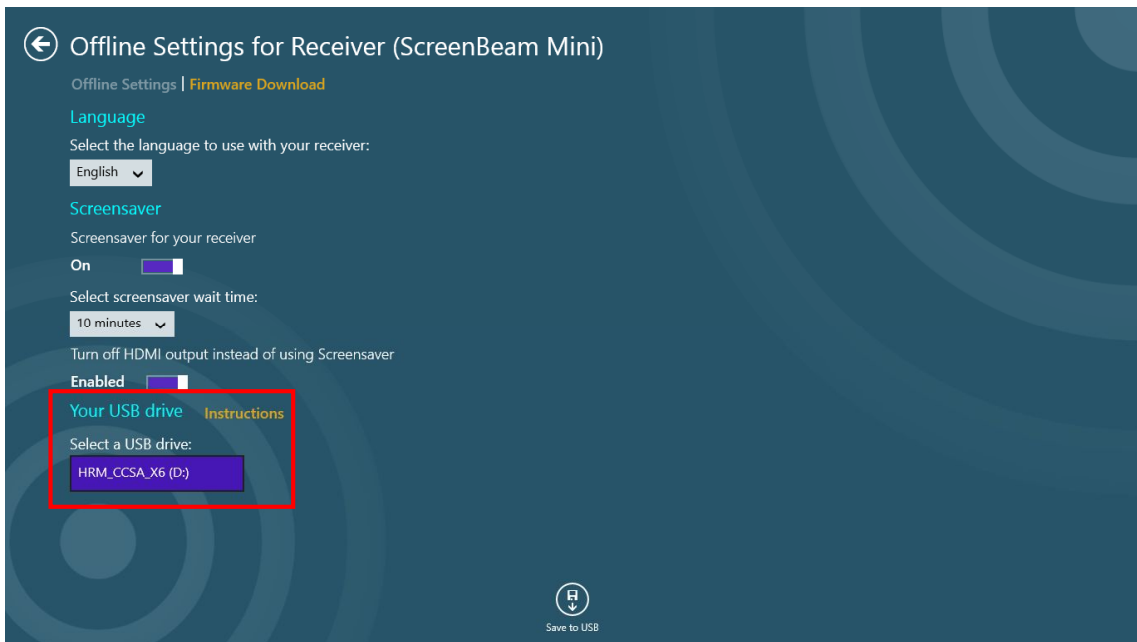 Offline Settings for Receiver (ScreenBeam Mini)
Offline Settings | Firmware Download
Language
Select the language to use with your receiver:
English
Screensaver
Screensaver for your receiver
On
Select screensaver wait time:
10 minutes
Turn off HDMI output instead of using Screensaver
Enabled
Your USB drive Instructions
Select a USB drive:
HRM_CCSA_X6 (D:)
Save to USB